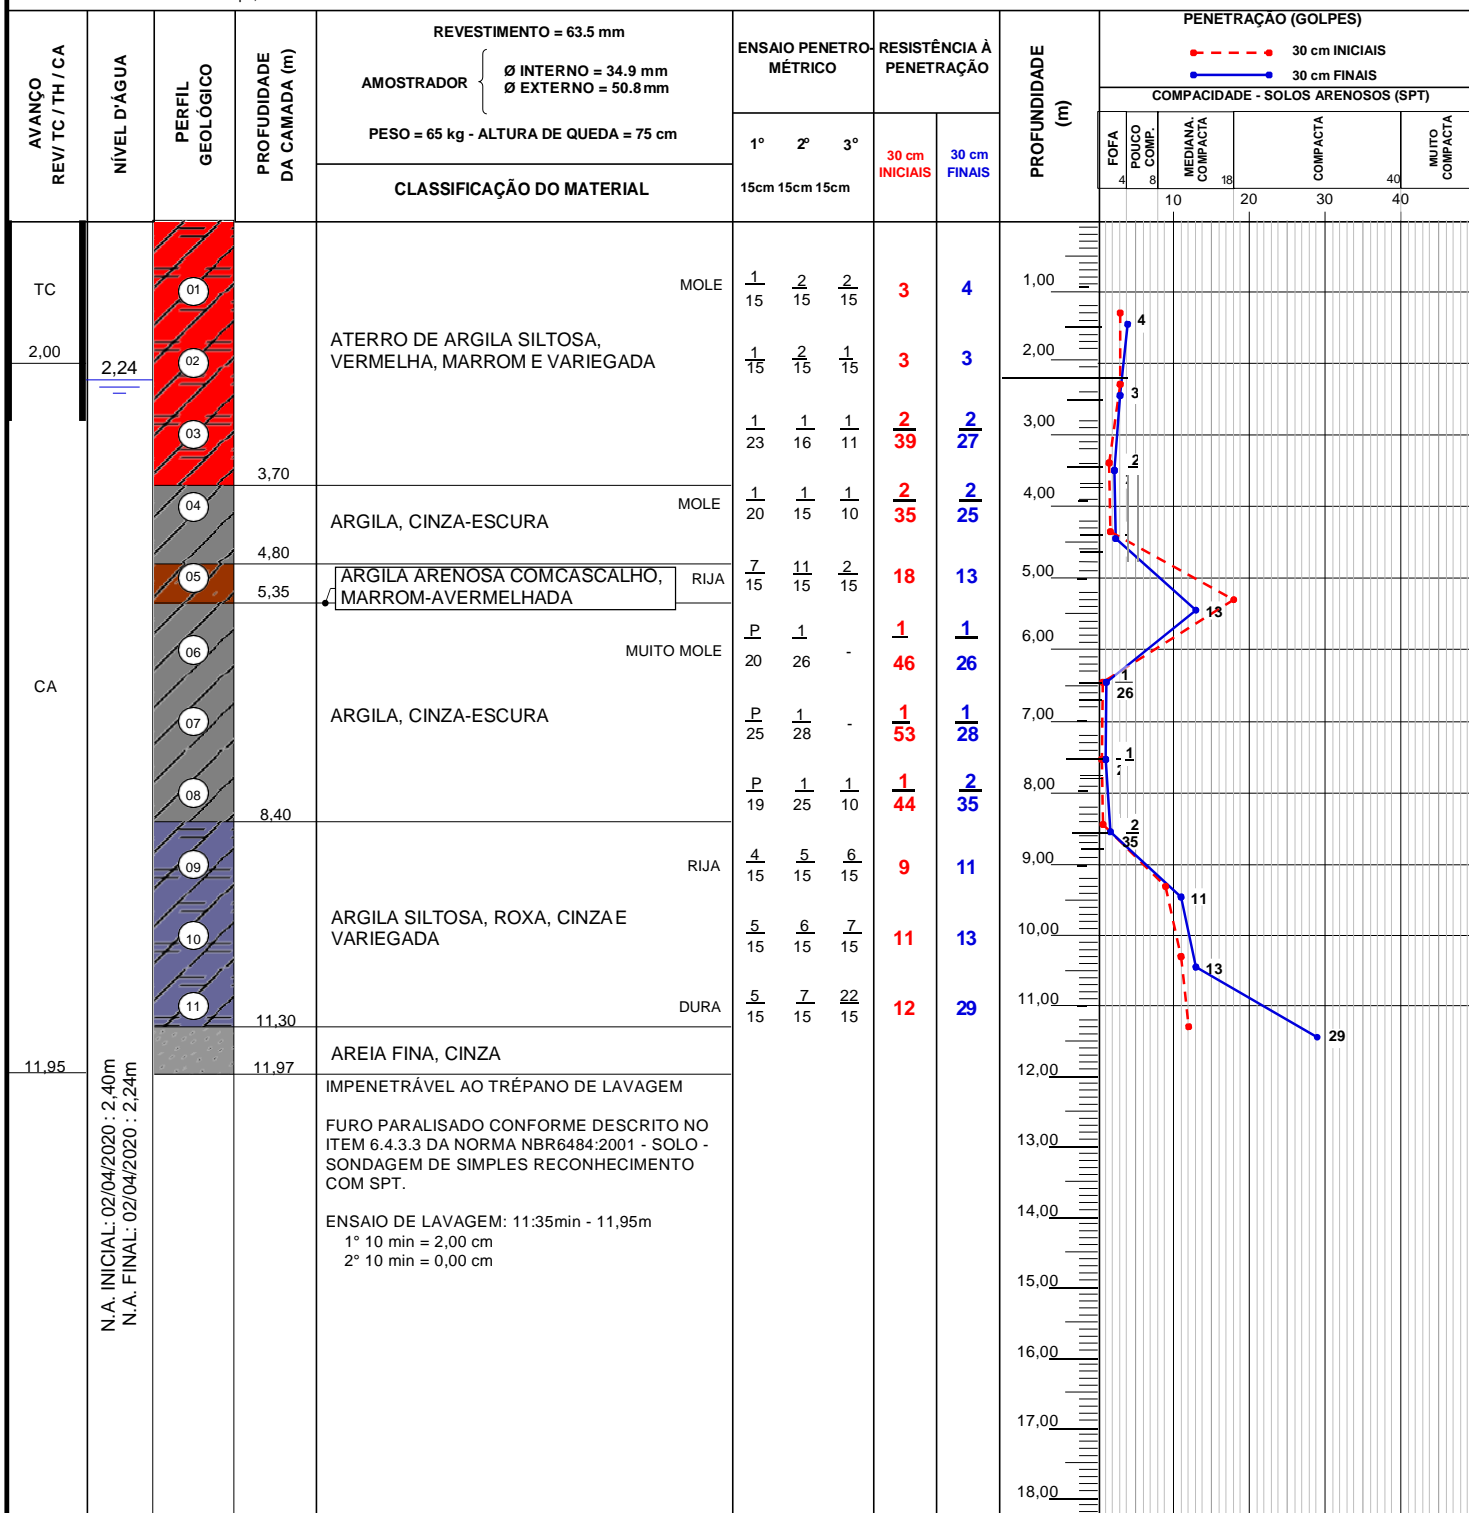 AVANÇO
REV/ TC / TH / CA
NÍVEL D'ÁGUA
PERFIL
GEOLÓGICO
PROFUDIDADE
DA CAMADA (m)
REVESTIMENTO = 63.5 mm
AMOSTRADOR
Ø INTERNO = 34.9 mm
Ø EXTERNO = 50.8 mm
PESO = 65 kg - ALTURA DE QUEDA = 75 cm
CLASSIFICAÇÃO DO MATERIAL
ENSAIO PENETRO-
MÉTRICO
1° 2° 3°
15cm 15cm 15cm
RESISTÊNCIA À
PENETRAÇÃO
30 cm
INICIAIS
30 cm
FINAIS
PROFUNDIDADE
(m)
PENETRAÇÃO (GOLPES)
30 cm INICIAIS
30 cm FINAIS
COMPACIDADE - SOLOS ARENOSOS (SPT)
FOFA
4
POUCO
COMP.
8
MEDIANA.
COMPACTA
18
COMPACTA
40
MUITO
COMPACTA
10 20 30 40
TC
2,00
CA
11,95
2,24
N.A. INICIAL: 02/04/2020 : 2,40m
N.A. FINAL: 02/04/2020 : 2,24m
01
02
03
04
05
06
07
08
09
10
11
3,70
4,80
5,35
8,40
11,30
11,97
MOLE
ATERRO DE ARGILA SILTOSA,
VERMELHA, MARROM E VARIEGADA
MOLE
ARGILA, CINZA-ESCURA
ARGILA ARENOSA COMCASCALHO,
MARROM-AVERMELHADA
RIJA
MUITO MOLE
ARGILA, CINZA-ESCURA
RIJA
ARGILA SILTOSA, ROXA, CINZA E
VARIEGADA
DURA
AREIA FINA, CINZA
IMPENETRÁVEL AO TRÉPANO DE LAVAGEM
FURO PARALISADO CONFORME DESCRITO NO
ITEM 6.4.3.3 DA NORMA NBR6484:2001 - SOLO -
SONDAGEM DE SIMPLES RECONHECIMENTO
COM SPT.
ENSAIO DE LAVAGEM: 11:35min - 11,95m
1° 10 min = 2,00 cm
2° 10 min = 0,00 cm
1/15 2/15 2/15 3 4
1/15 2/15 1/15 3 3
1/23 1/16 1/11 2/39 2/27
1/20 1/15 1/10 2/35 2/25
7/15 11/15 2/15 18 13
P/20 1/26 - 1/46 1/26
P/25 1/28 - 1/53 1/28
P/19 1/25 1/10 1/44 2/35
4/15 5/15 6/15 9 11
5/15 6/15 7/15 11 13
5/15 7/15 22/15 12 29
1,00
2,00
3,00
4,00
5,00
6,00
7,00
8,00
9,00
10,00
11,00
12,00
13,00
14,00
15,00
16,00
17,00
18,00
4
3
2
13
1/26
1
2/35
11
13
29